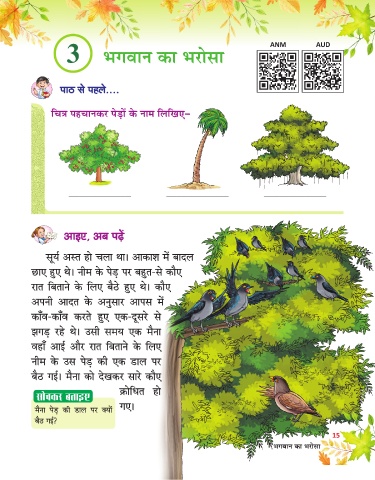 ANM AUD
3 भगवान का भरोसा
पाठ से पहले....
चित्र पहचानकर पेड़ों के नाम लिखिए–
आइए, अब पढ़ें
सूर्य अस्त हो चला था। आकाश में बादल
छाए हुए थे। नीम के पेड़ पर बहुत-से कौए
रात बिताने के लिए बैठे हुए थे। कौए
अपनी आदत के अनुसार आपस में
काँव-काँव करते हुए एक-दूसरे से
झगड़ रहे थे। उसी समय एक मैना
वहाँ आई और रात बिताने के लिए
नीम के उस पेड़ की एक डाल पर
बैठ गई। मैना को देखकर सारे कौए
क्रोधित हो
गए।
सोचकर बताइए
मैना पेड़ की डाल पर क्यों
बैठ गई?
15
भगवान का भरोसा